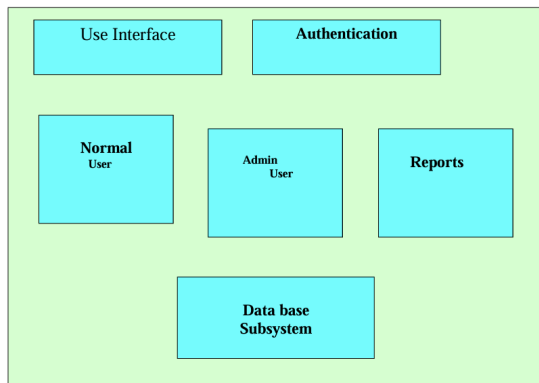 Use Interface
Authentication
Normal
User
Admin
User
Reports
Data base
Subsystem